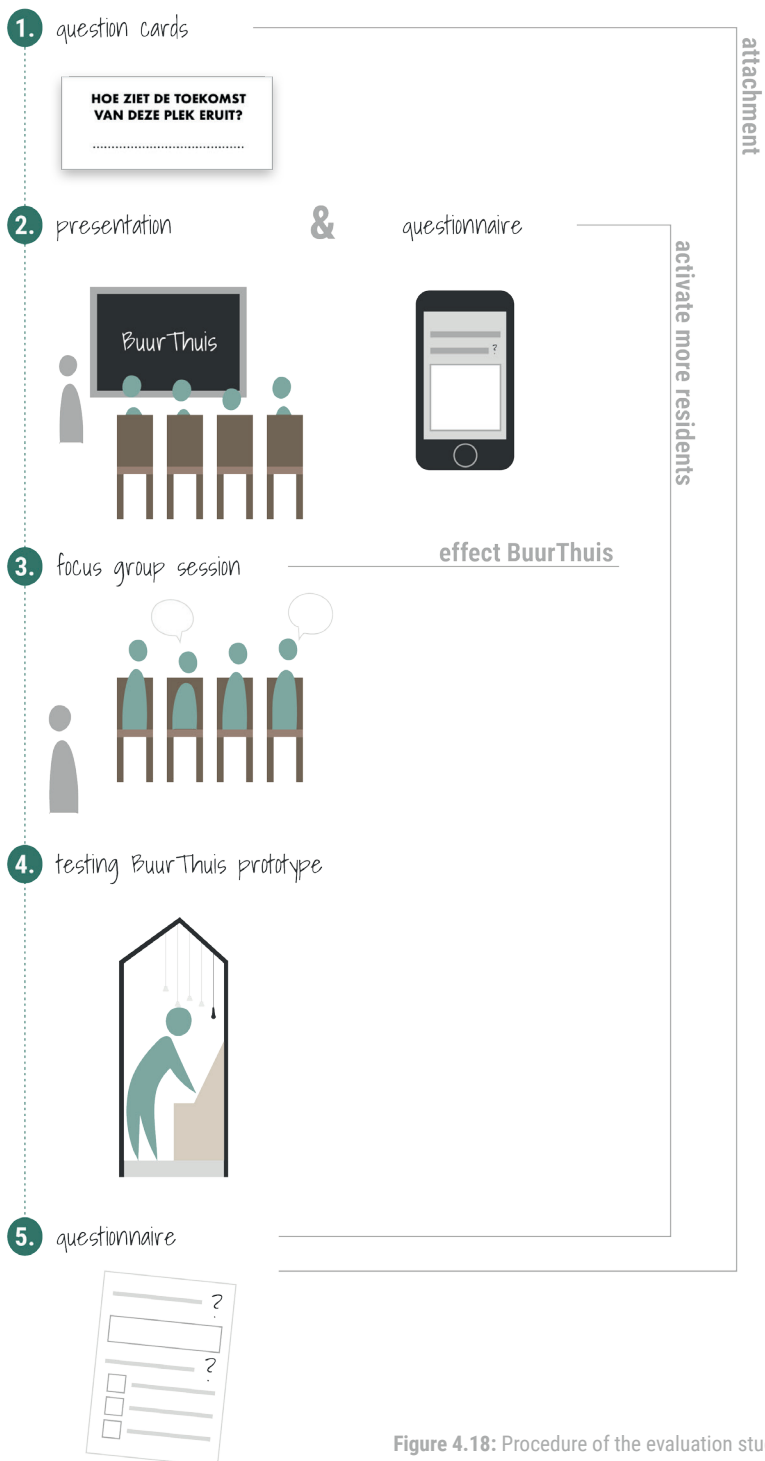 1. question cards
attachment
HOE ZIET DE TOEKOMST
VAN DEZE PLEK ERUIT?
2. presentation & questionnaire
activate more residents
BuurThuis
?
3. focus group session
effect BuurThuis
4. testing BuurThuis prototype
5. questionnaire
?
?
Figure 4.18: Procedure of the evaluation stu